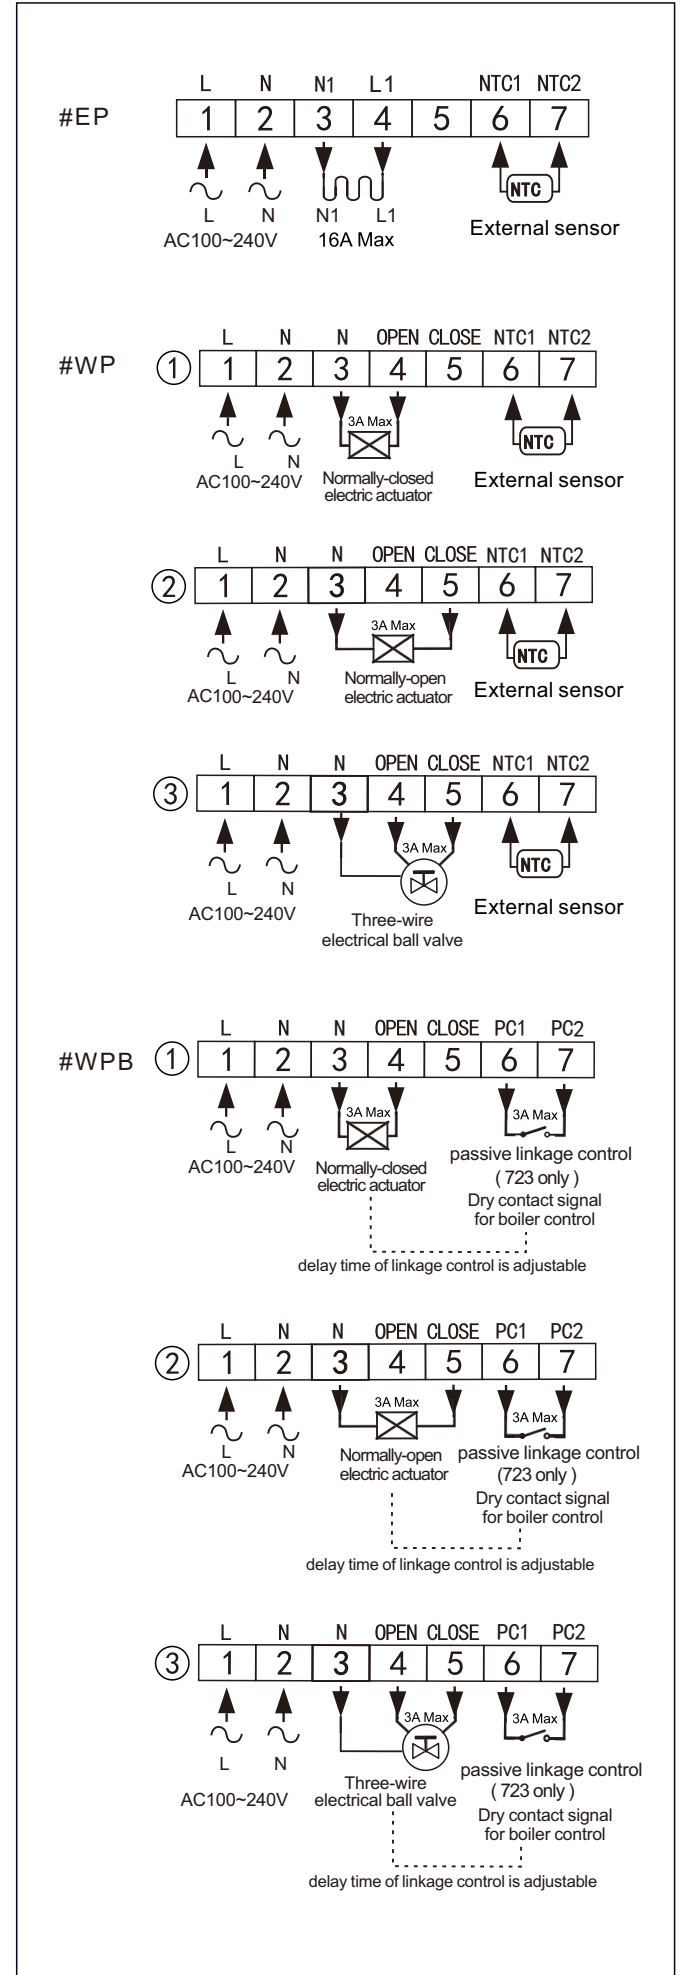 L N N1 L1 NTC1 NTC2
#EP 1 2 3 4 5 6 7
NTC
L N N1 L1
AC100~240V 16A Max External sensor
L N N OPEN CLOSE NTC1 NTC2
#WP ① 1 2 3 4 5 6 7
3A Max
NTC
L N
AC100~240V Normally-closed External sensor
electric actuator
L N N OPEN CLOSE NTC1 NTC2
② 1 2 3 4 5 6 7
3A Max
NTC
L N Normally-open
AC100~240V electric actuator External sensor
L N N OPEN CLOSE NTC1 NTC2
③ 1 2 3 4 5 6 7
3A Max
NTC
L N
AC100~240V Three-wire External sensor
electrical ball valve
L N N OPEN CLOSE PC1 PC2
#WPB ① 1 2 3 4 5 6 7
3A Max 3A Max
L N
AC100~240V Normally-closed passive linkage control
electric actuator ( 723 only )
Dry contact signal
for boiler control
delay time of linkage control is adjustable
L N N OPEN CLOSE PC1 PC2
② 1 2 3 4 5 6 7
3A Max 3A Max
L N Normally-open passive linkage control
AC100~240V electric actuator (723 only )
Dry contact signal
for boiler control
delay time of linkage control is adjustable
L N N OPEN CLOSE PC1 PC2
③ 1 2 3 4 5 6 7
3A Max 3A Max
L N passive linkage control
AC100~240V Three-wire ( 723 only )
electrical ball valve Dry contact signal
for boiler control
delay time of linkage control is adjustable